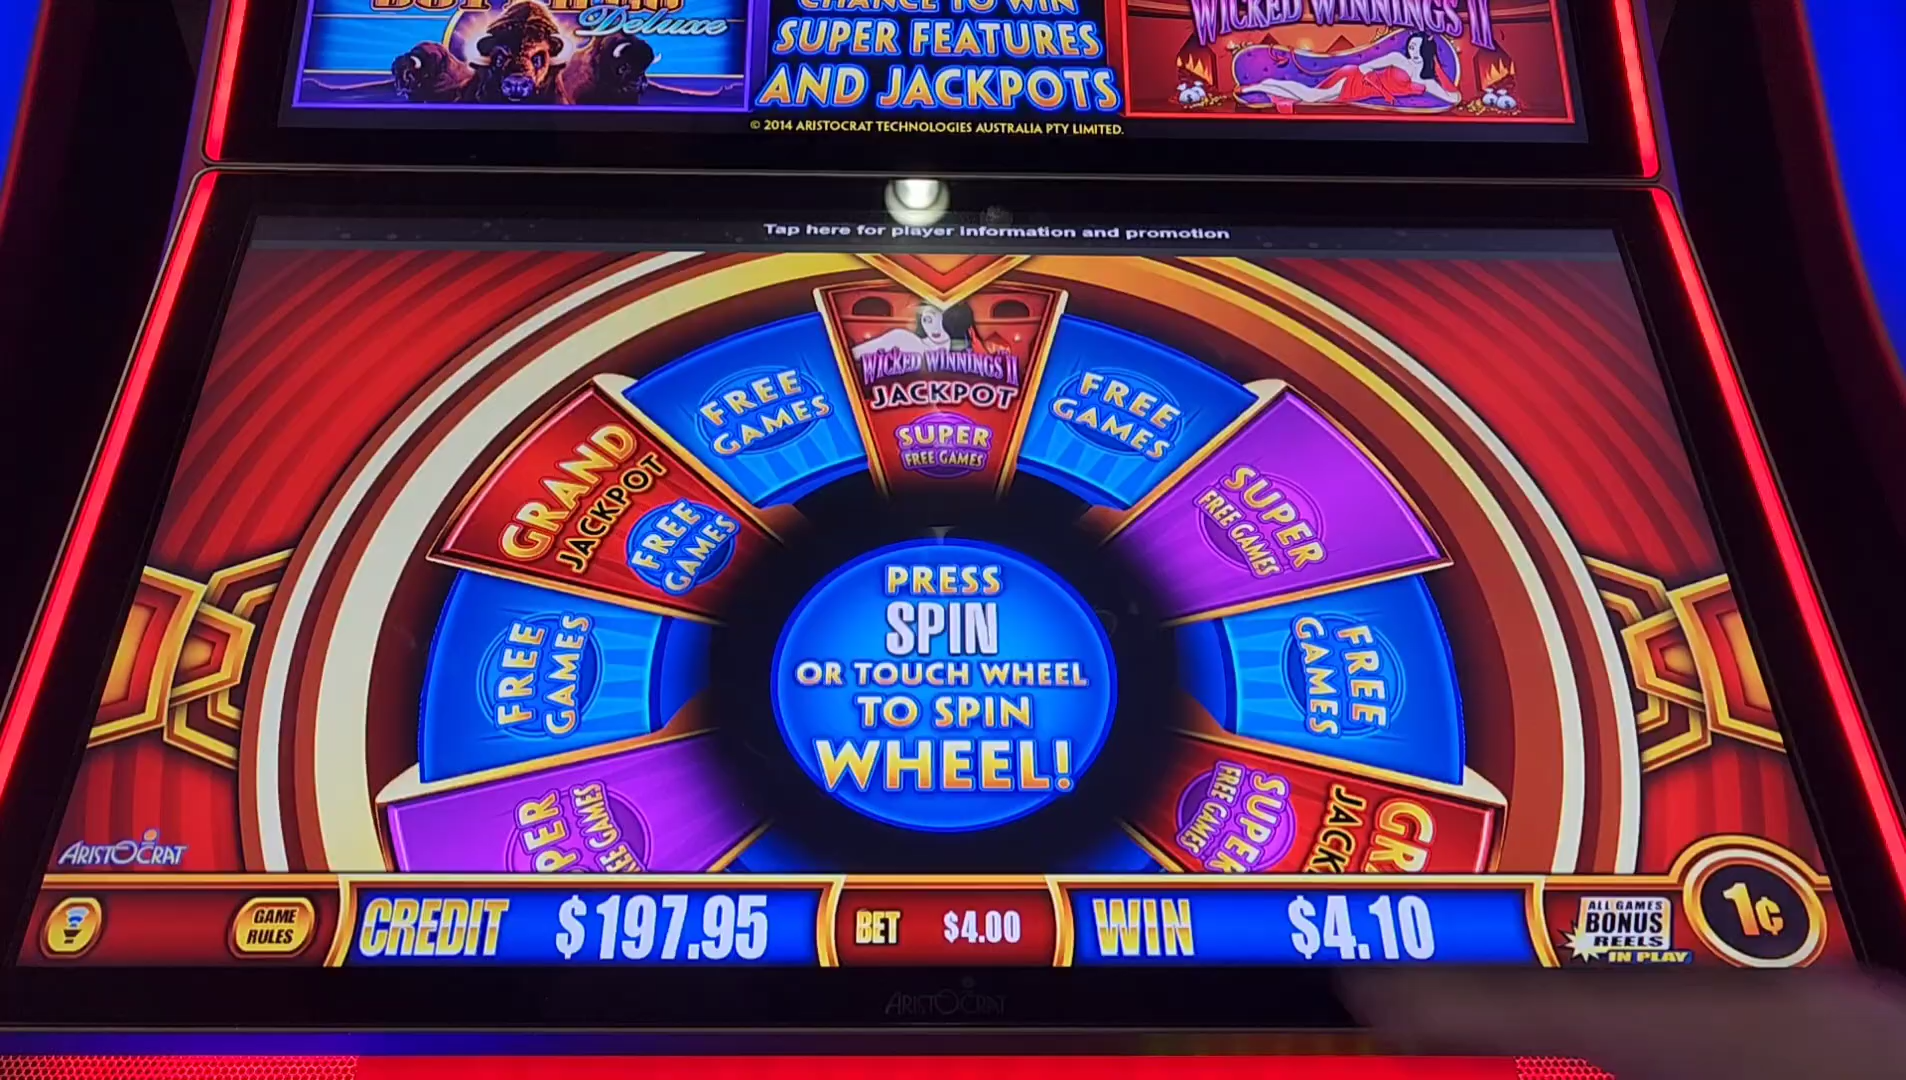 Deluxe
CHANCE TO WIN
SUPER FEATURES
AND JACKPOTS
WICKED WINNINGS II
© 2014 ARISTOCRAT TECHNOLOGIES AUSTRALIA PTY LIMITED.
Tap here for player information and promotion
WICKED WINNINGS II
JACKPOT
SUPER
FREE GAMES
FREE
GAMES
FREE
GAMES
GRAND
JACKPOT
FREE
GAMES
SUPER
FREE GAMES
FREE
GAMES
FREE
GAMES
SUPER
FREE GAMES
PRESS
SPIN
OR TOUCH WHEEL
TO SPIN
WHEEL!
ARISTOCRAT
GAME
RULES
CREDIT $197.95
BET $4.00
WIN $4.10
ALL GAMES
BONUS
REELS
IN PLAY
1¢
ARISTOCRAT